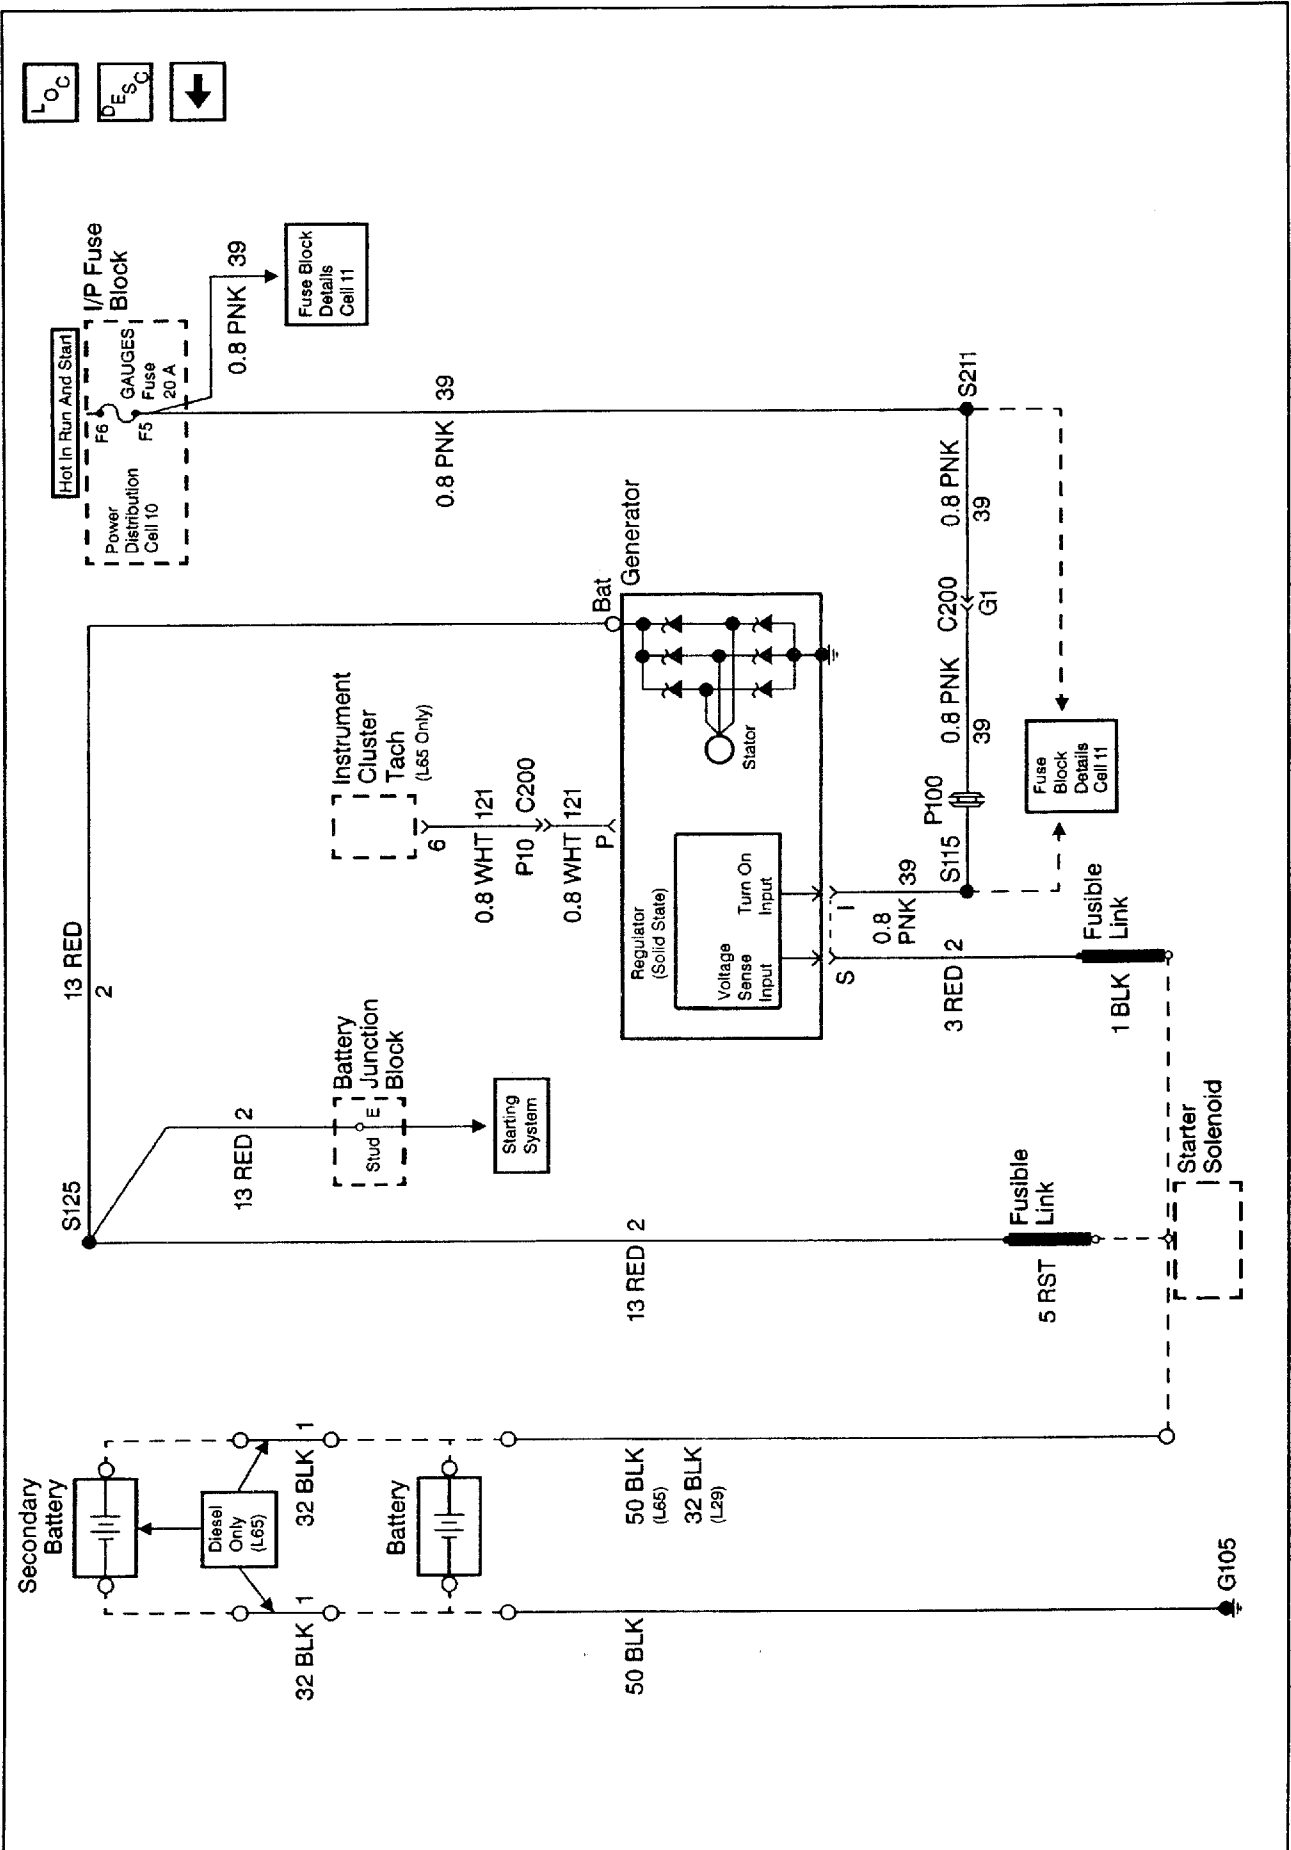 LOC
DESC
Hot In Run And Start
I/P Fuse
Block
F6
F5
GAUGES
Fuse
20 A
Power
Distribution
Cell 10
0.8 PNK 39
Fuse Block
Details
Cell 11
0.8 PNK 39
S211
0.8 PNK
39
C200
G1
0.8 PNK
39
P100
S115
Fuse
Block
Details
Cell 11
Bat
Generator
Stator
Instrument
Cluster
Tach
(L65 Only)
6
0.8 WHT 121
P10 C200
0.8 WHT 121
P
Regulator
(Solid State)
Voltage
Sense
Input
Turn On
Input
S
I
0.8
PNK
39
3 RED 2
Fusible
Link
1 BLK
13 RED
2
S125
13 RED 2
Battery
Junction
Block
Stud
E
Starting
System
13 RED 2
Fusible
Link
5 RST
Starter
Solenoid
Secondary
Battery
Diesel
Only
(L65)
32 BLK 1
32 BLK 1
Battery
50 BLK
(L65)
32 BLK
(L29)
50 BLK
G105